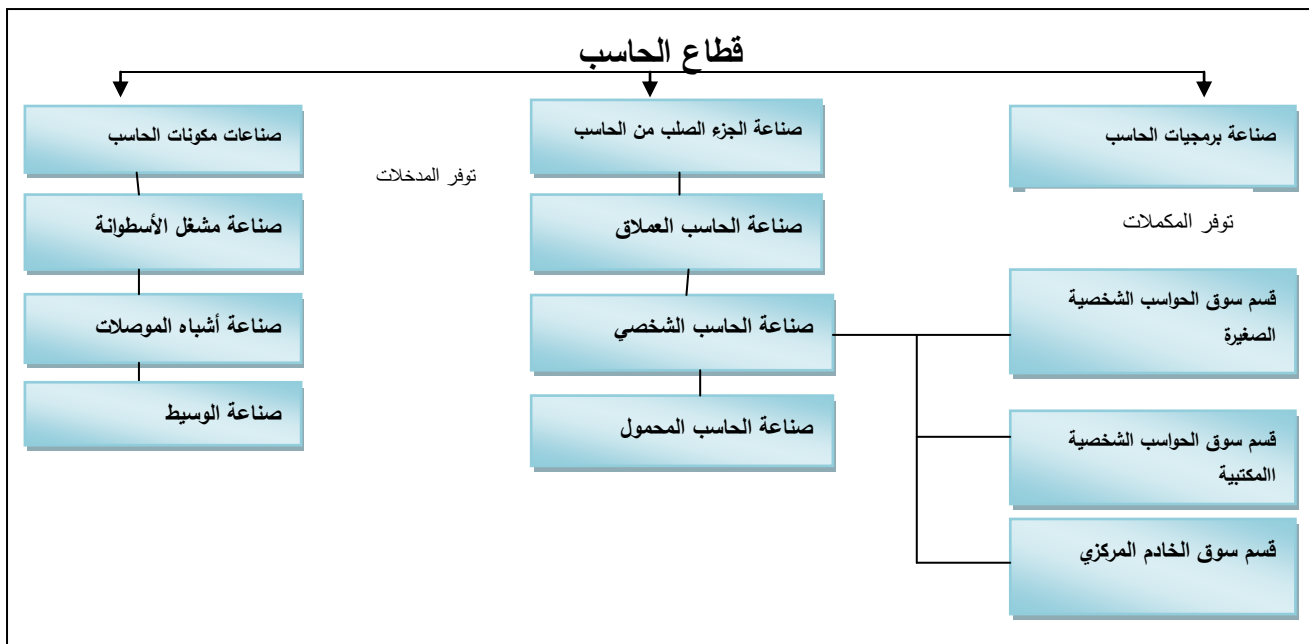 قطاع الحاسب
صناعة برمجيات الحاسب
توفر المكملات
قسم سوق الحواسب الشخصية
الصغيرة
قسم سوق الحواسب الشخصية
االمكتبية
قسم سوق الخادم المركزي
صناعة الجزء الصلب من الحاسب
صناعة الحاسب العملاق
صناعة الحاسب الشخصي
صناعة الحاسب المحمول
توفر المدخلات
صناعات مكونات الحاسب
صناعة مشغل الأسطوانة
صناعة أشباه الموصلات
صناعة الوسيط